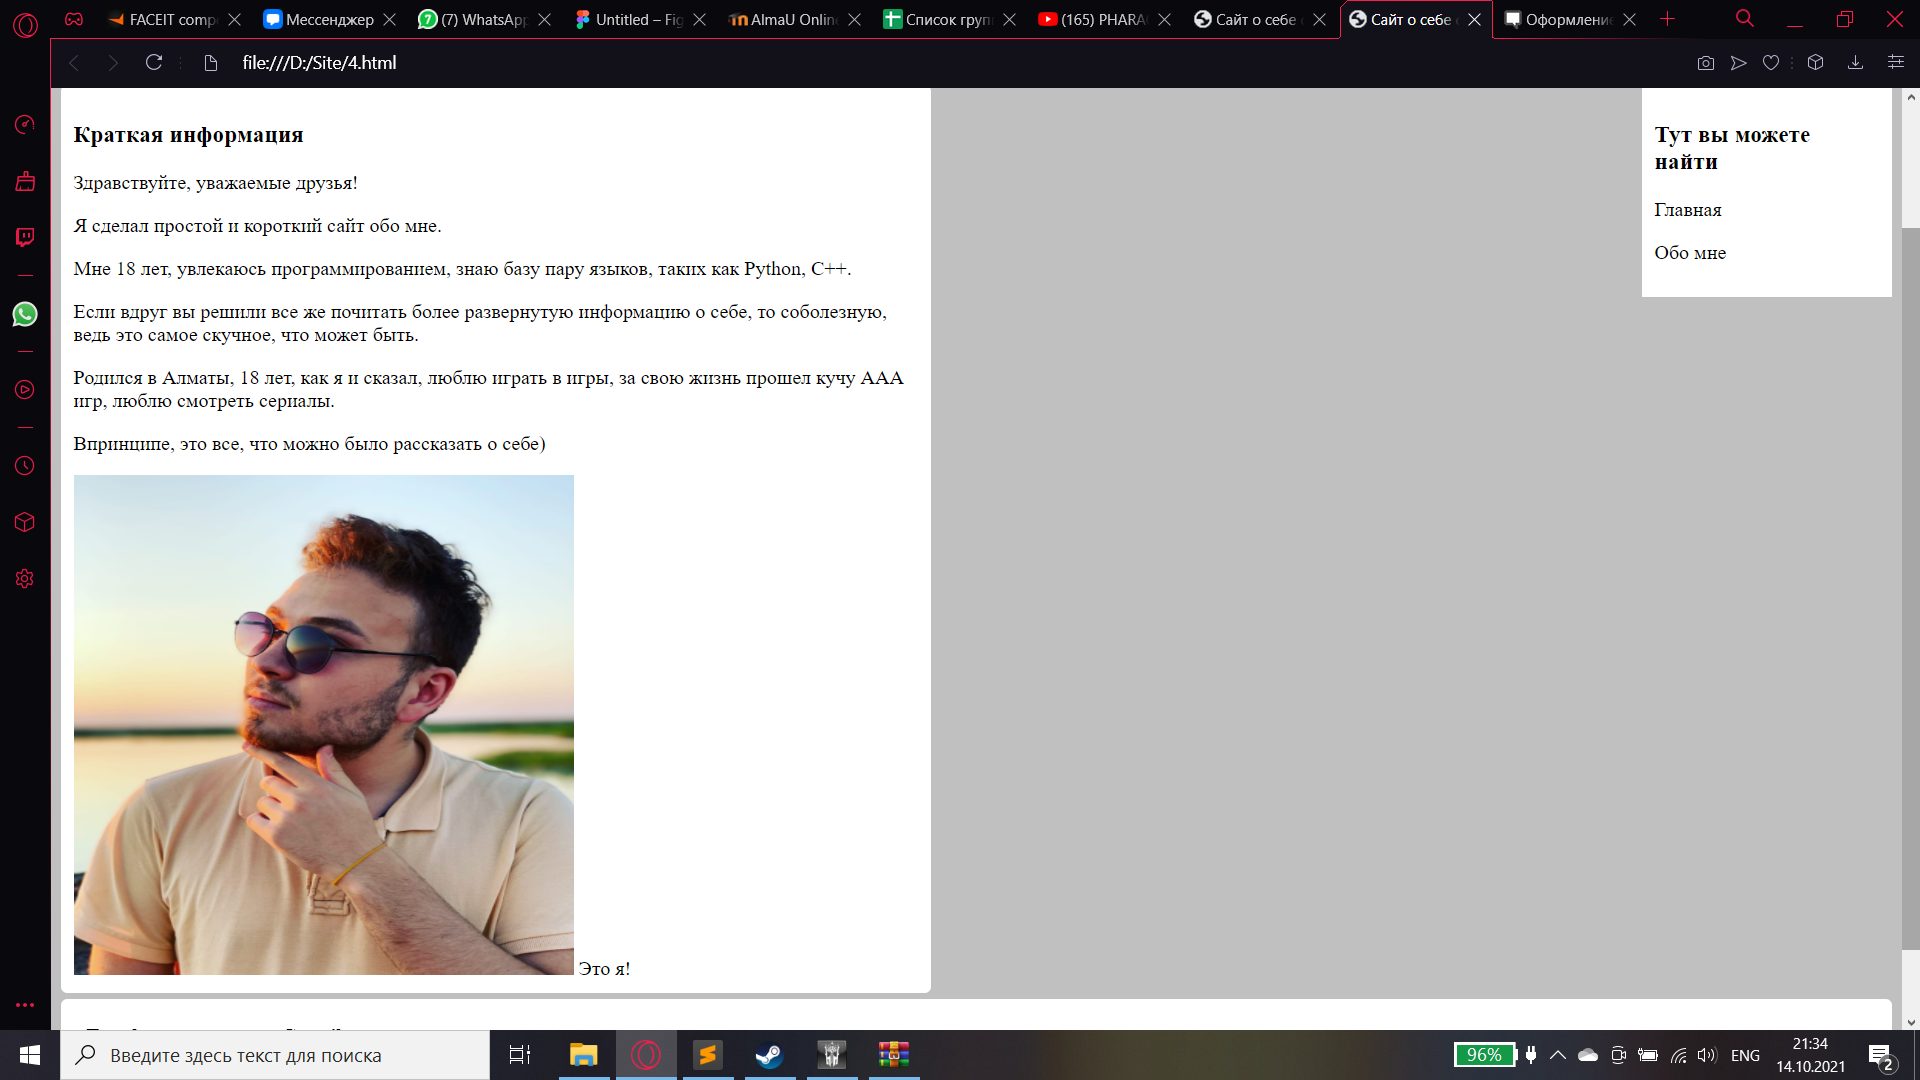 FACEIT comp
Мессенджер
(7) WhatsApp
Untitled – Fig
AlmaU Online
Список групп
(165) PHARAO
Сайт о себе
Сайт о себе
Оформление
file:///D:/Site/4.html
Краткая информация
Здравствуйте, уважаемые друзья!
Я сделал простой и короткий сайт обо мне.
Мне 18 лет, увлекаюсь программированием, знаю базу пару языков, таких как Python, C++.
Если вдруг вы решили все же почитать более развернутую информацию о себе, то соболезную,
ведь это самое скучное, что может быть.
Родился в Алматы, 18 лет, как я и сказал, люблю играть в игры, за свою жизнь прошел кучу ААА
игр, люблю смотреть сериалы.
Впринципе, это все, что можно было рассказать о себе)
Это я!
Тут вы можете
найти
Главная
Обо мне
Введите здесь текст для поиска
96%
ENG
21:34
14.10.2021
2